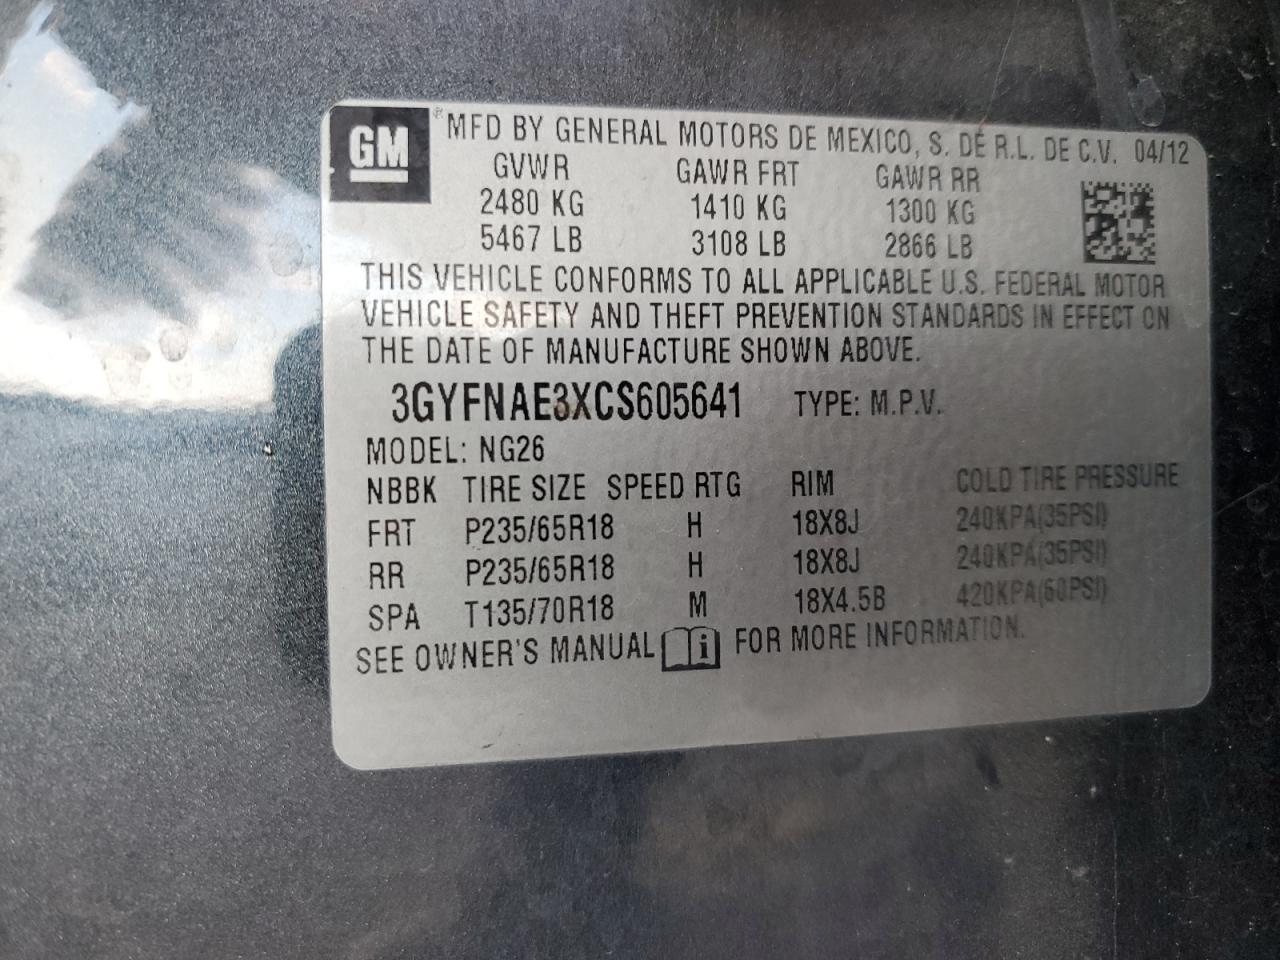 GM® MFD BY GENERAL MOTORS DE MEXICO, S. DE R.L. DE C.V. 04/12
GVWR GAWR FRT GAWR RR
2480 KG 1410 KG 1300 KG
5467 LB 3108 LB 2866 LB
THIS VEHICLE CONFORMS TO ALL APPLICABLE U.S. FEDERAL MOTOR
VEHICLE SAFETY AND THEFT PREVENTION STANDARDS IN EFFECT ON
THE DATE OF MANUFACTURE SHOWN ABOVE.
3GYFNAE3XCS605641 TYPE: M.P.V.
MODEL: NG26
NBBK TIRE SIZE SPEED RTG RIM COLD TIRE PRESSURE
FRT P235/65R18 H 18X8J 240KPA(35PSI)
RR P235/65R18 H 18X8J 240KPA(35PSI)
SPA T135/70R18 M 18X4.5B 420KPA(60PSI)
SEE OWNER'S MANUAL i FOR MORE INFORMATION.